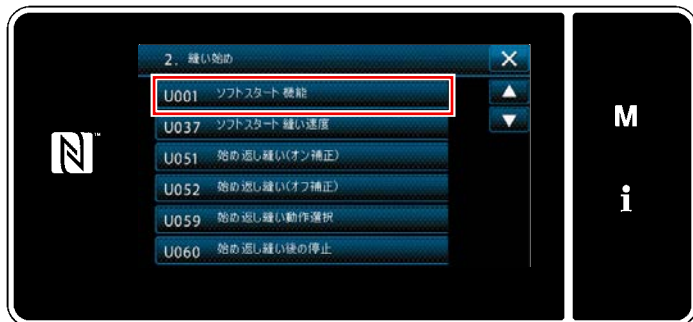 2. 縫い始め
U001 ソフトスタート 機能
U037 ソフトスタート 縫い速度
U051 始め返し縫い(オン補正)
U052 始め返し縫い(オフ補正)
U059 始め返し縫い動作選択
U060 始め返し縫い後の停止
M
i